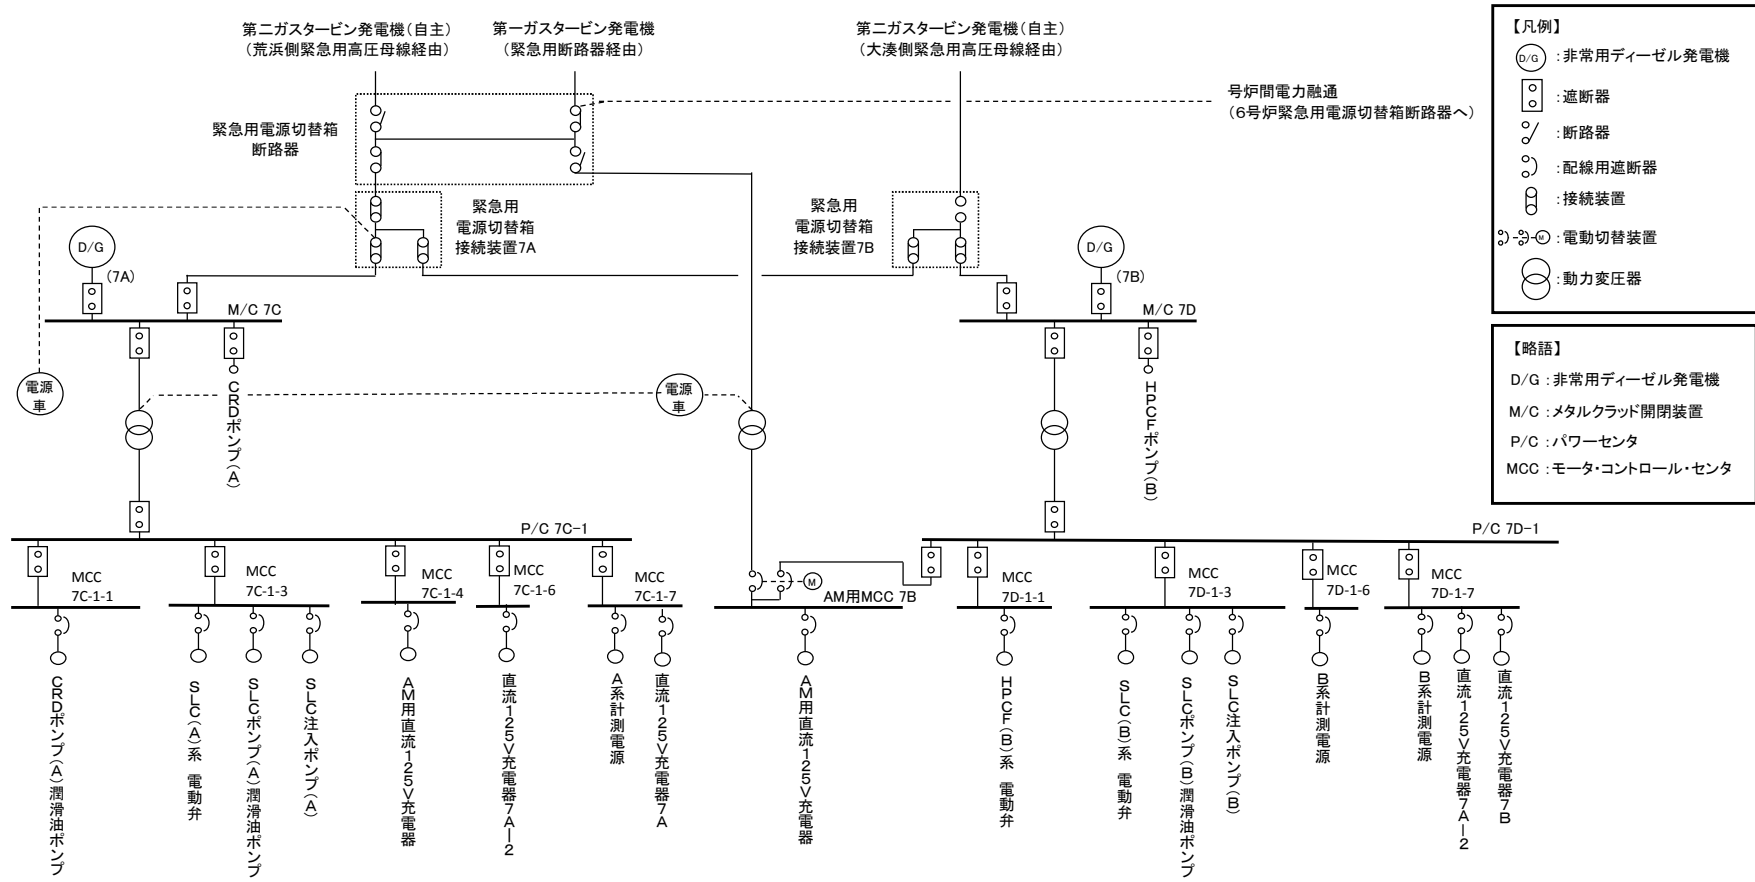 第二ガスタービン発電機(自主)
(荒浜側緊急用高圧母線経由)
第一ガスタービン発電機
(緊急用断路器経由)
第二ガスタービン発電機(自主)
(大湊側緊急用高圧母線経由)
号炉間電力融通
(6号炉緊急用電源切替箱断路器へ)
緊急用電源切替箱
断路器
緊急用
電源切替箱
接続装置7A
緊急用
電源切替箱
接続装置7B
D/G
(7A)
D/G
(7B)
M/C 7C
M/C 7D
電源
車
電源
車
CRDポンプ(A)
HPCFポンプ(B)
P/C 7C-1
P/C 7D-1
MCC
7C-1-1
MCC
7C-1-3
MCC
7C-1-4
MCC
7C-1-6
MCC
7C-1-7
M
AM用MCC 7B
MCC
7D-1-1
MCC
7D-1-3
MCC
7D-1-6
MCC
7D-1-7
CRDポンプ(A)潤滑油ポンプ
SLC(A)系 電動弁
SLCポンプ(A)潤滑油ポンプ
SLC注入ポンプ(A)
AM用直流125V充電器
直流125V充電器7A-2
A系計測電源
直流125V充電器7A
AM用直流125V充電器
HPCF(B)系 電動弁
SLC(B)系 電動弁
SLCポンプ(B)潤滑油ポンプ
SLC注入ポンプ(B)
B系計測電源
B系計測電源
直流125V充電器7A-2
直流125V充電器7B
【凡例】
D/G :非常用ディーゼル発電機
:遮断器
:断路器
:配線用遮断器
:接続装置
M :電動切替装置
:動力変圧器
【略語】
D/G :非常用ディーゼル発電機
M/C :メタルクラッド開閉装置
P/C :パワーセンタ
MCC :モータ・コントロール・センタ